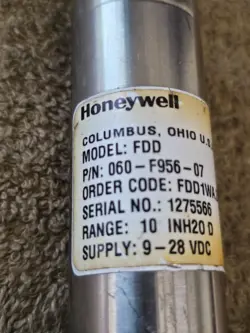 Honeywell
COLUMBUS, OHIO U.S.
MODEL: FDD
P/N: 060-F956-07
ORDER CODE: FDD1WA
SERIAL NO.: 1275566
RANGE: 10 INH2O D
SUPPLY: 9-28 VDC